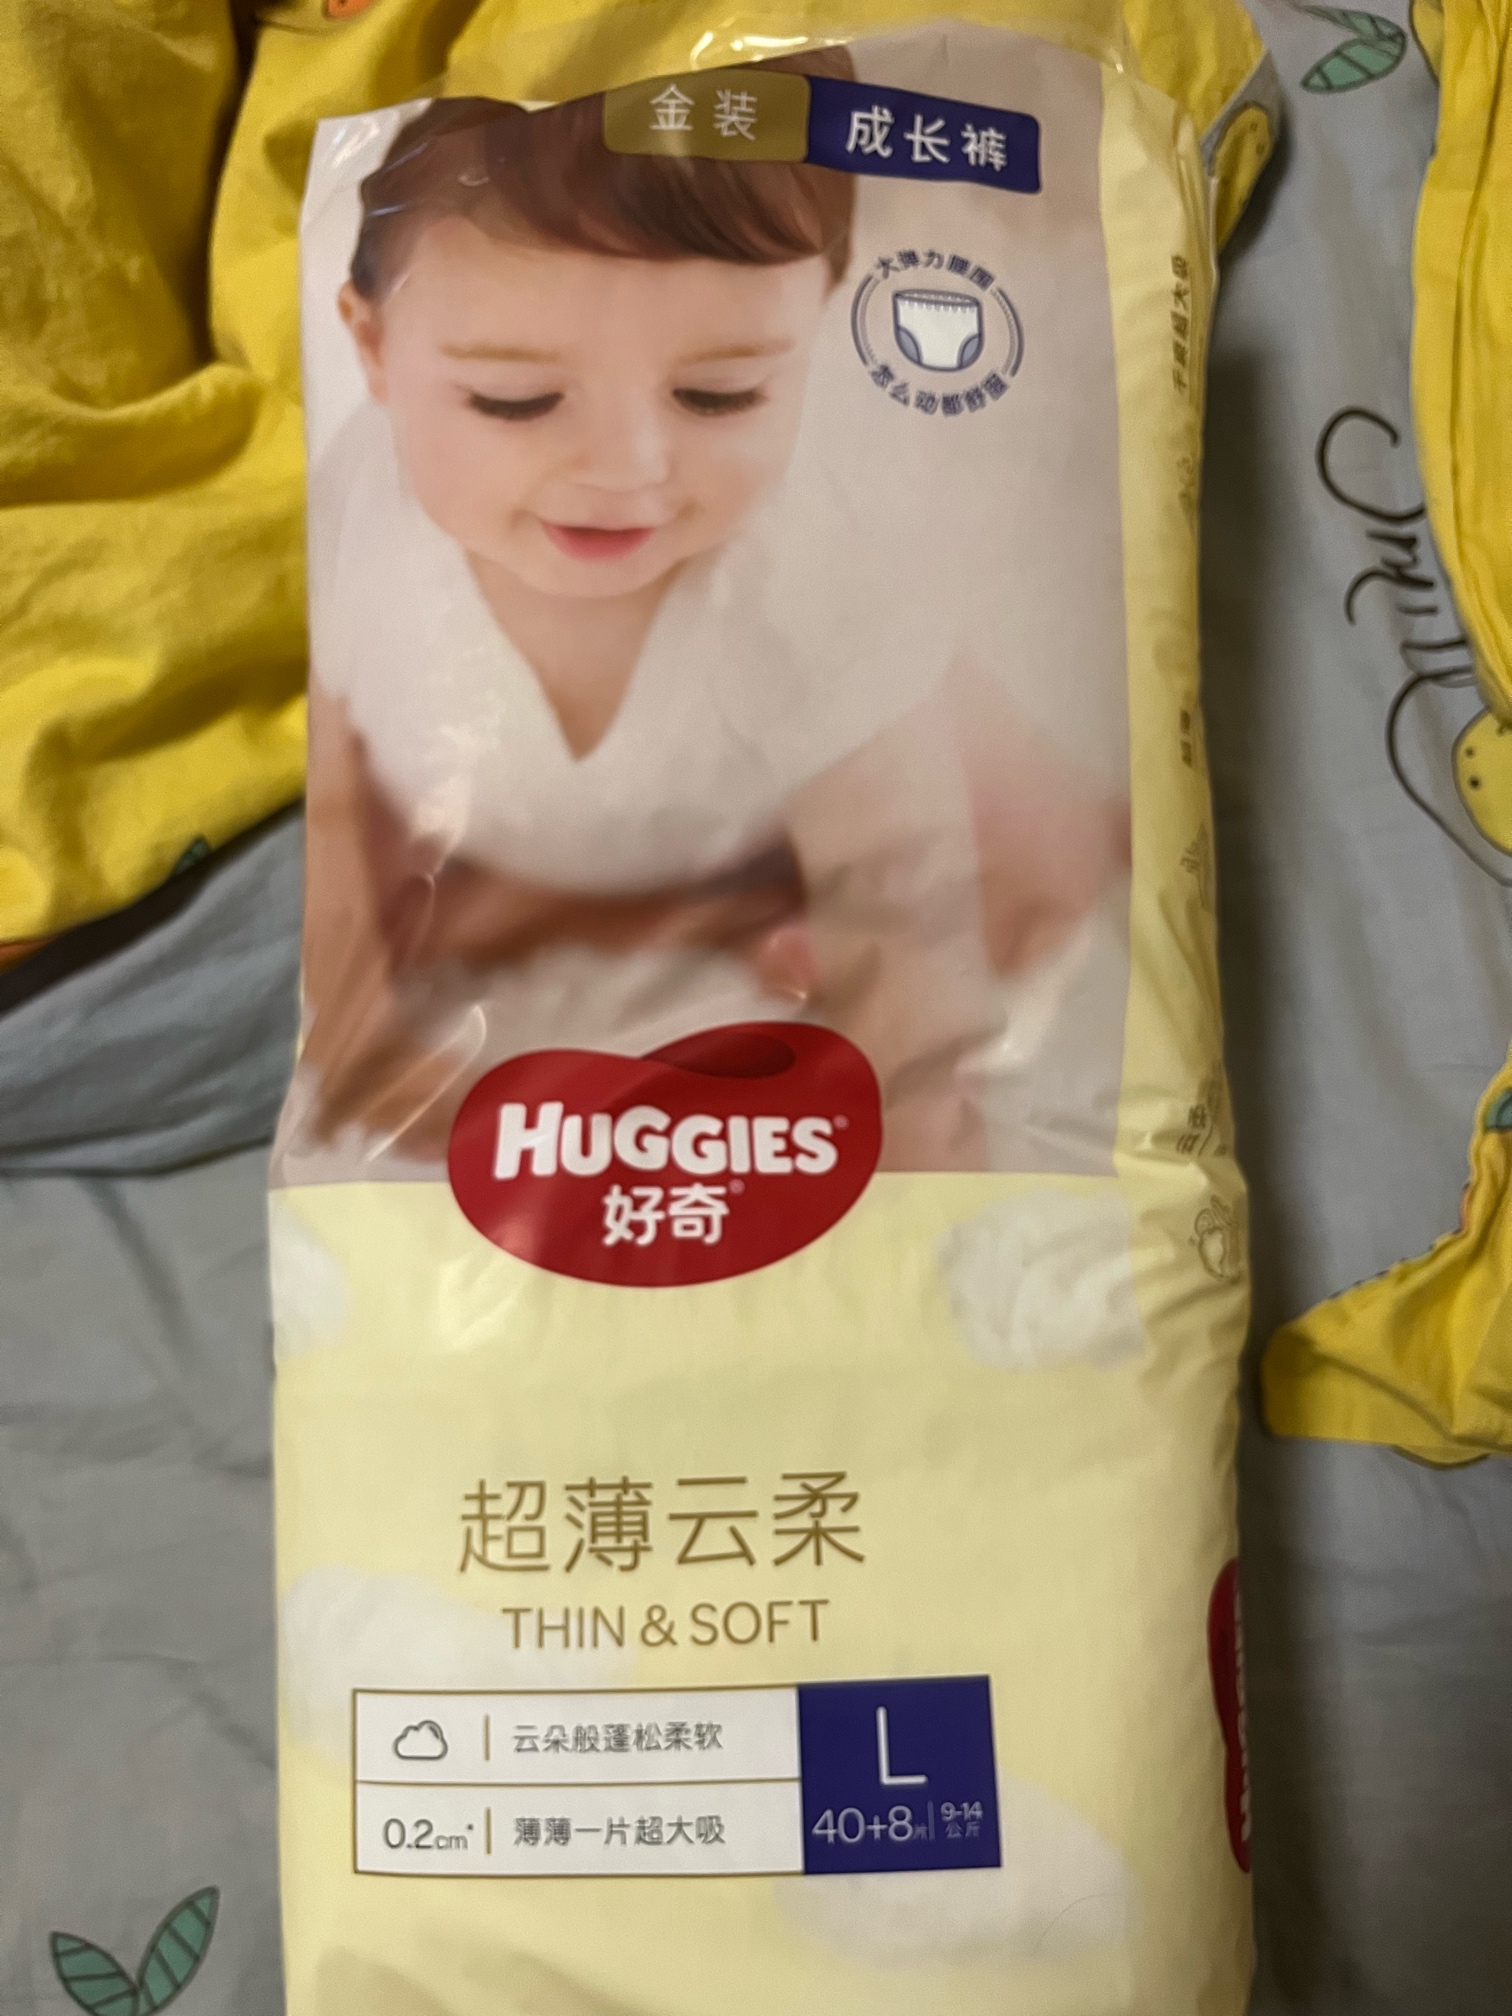 金装 成长裤
大弹力腰围
怎么动都舒服
HUGGIES
好奇
超薄云柔
THIN & SOFT
云朵般蓬松柔软
0.2cm* 薄薄一片超大吸
L
40+8片 9-14
公斤
Smile